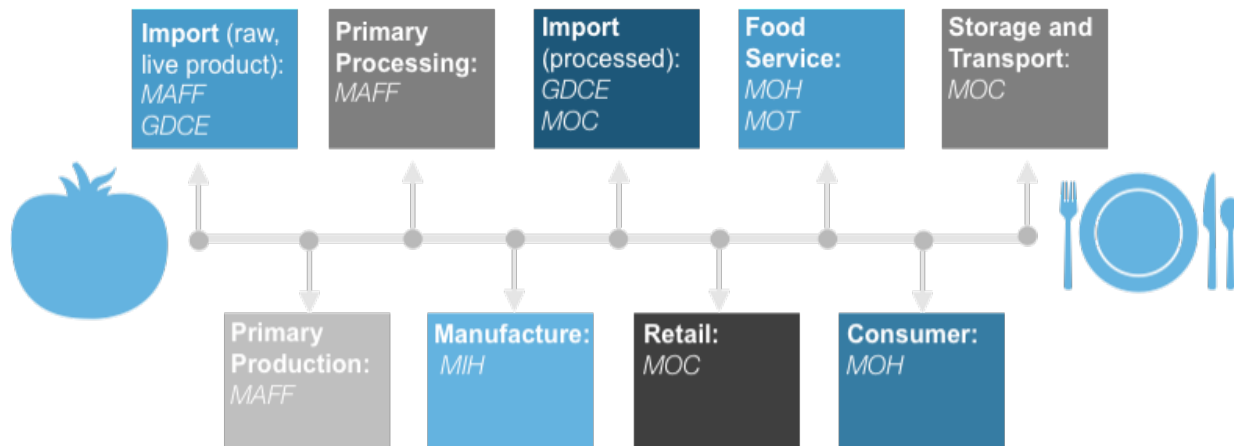 Import (raw,
live product):
MAFF
GDCE
Primary
Processing:
MAFF
Import
(processed):
GDCE
MOC
Food
Service:
MOH
MOT
Storage and
Transport:
MOC
Primary
Production:
MAFF
Manufacture:
MIH
Retail:
MOC
Consumer:
MOH